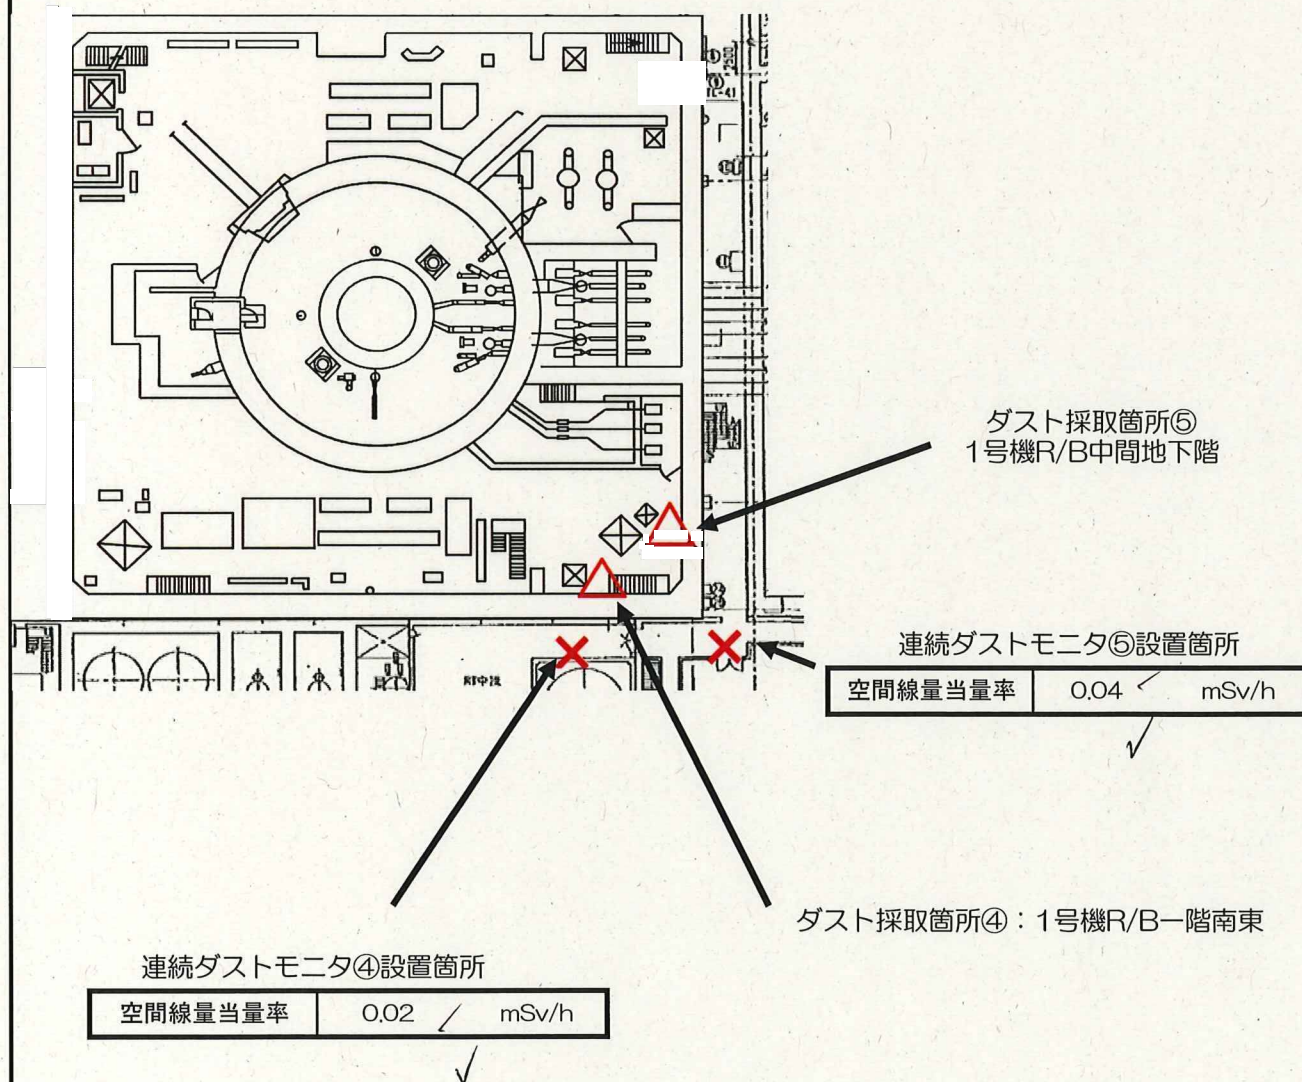 ダスト採取箇所⑤
1号機R/B中間地下階
連続ダストモニタ⑤設置箇所
空間線量当量率 0.04 mSv/h
ダスト採取箇所④：1号機R/B一階南東
連続ダストモニタ④設置箇所
空間線量当量率 0.02 mSv/h